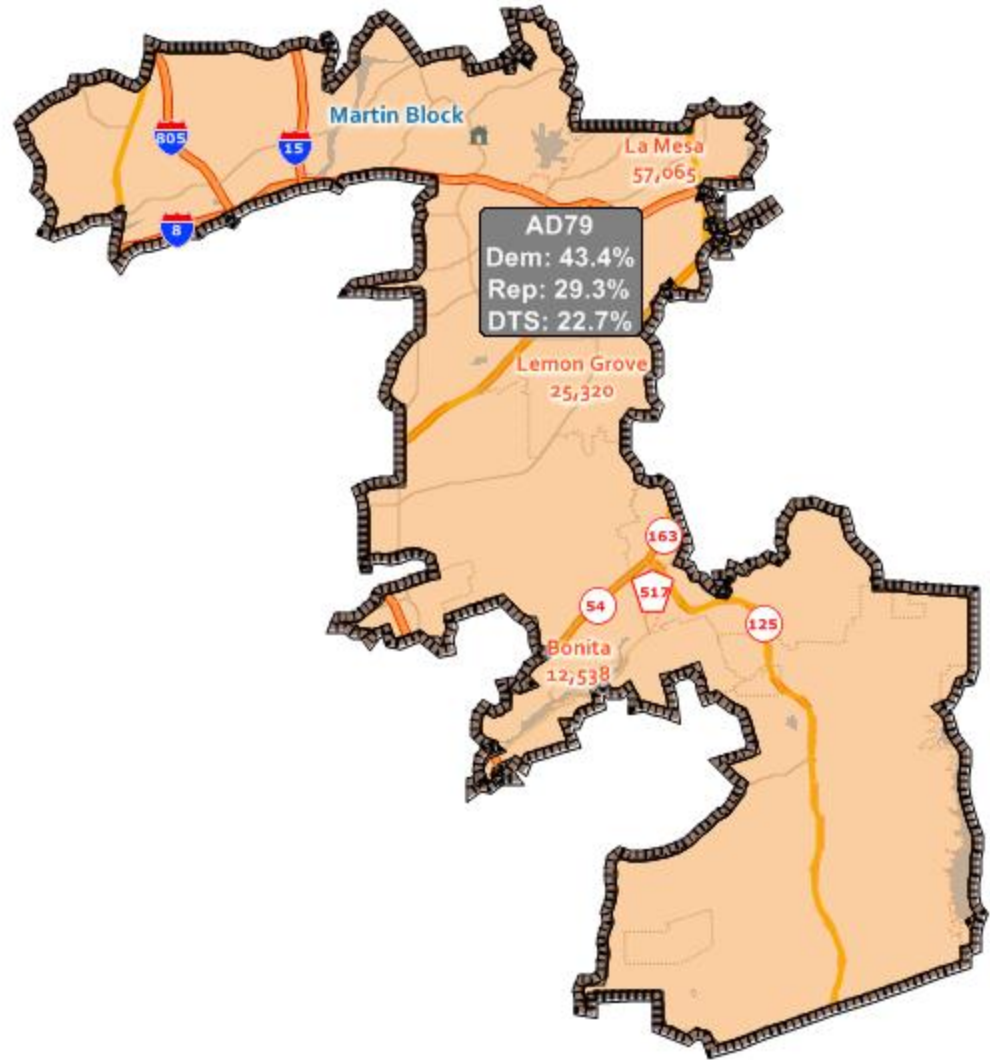 Martin Block
805
15
La Mesa
57,065
8
AD79
Dem: 43.4%
Rep: 29.3%
DTS: 22.7%
Lemon Grove
25,320
163
517
54
125
Bonita
12,538